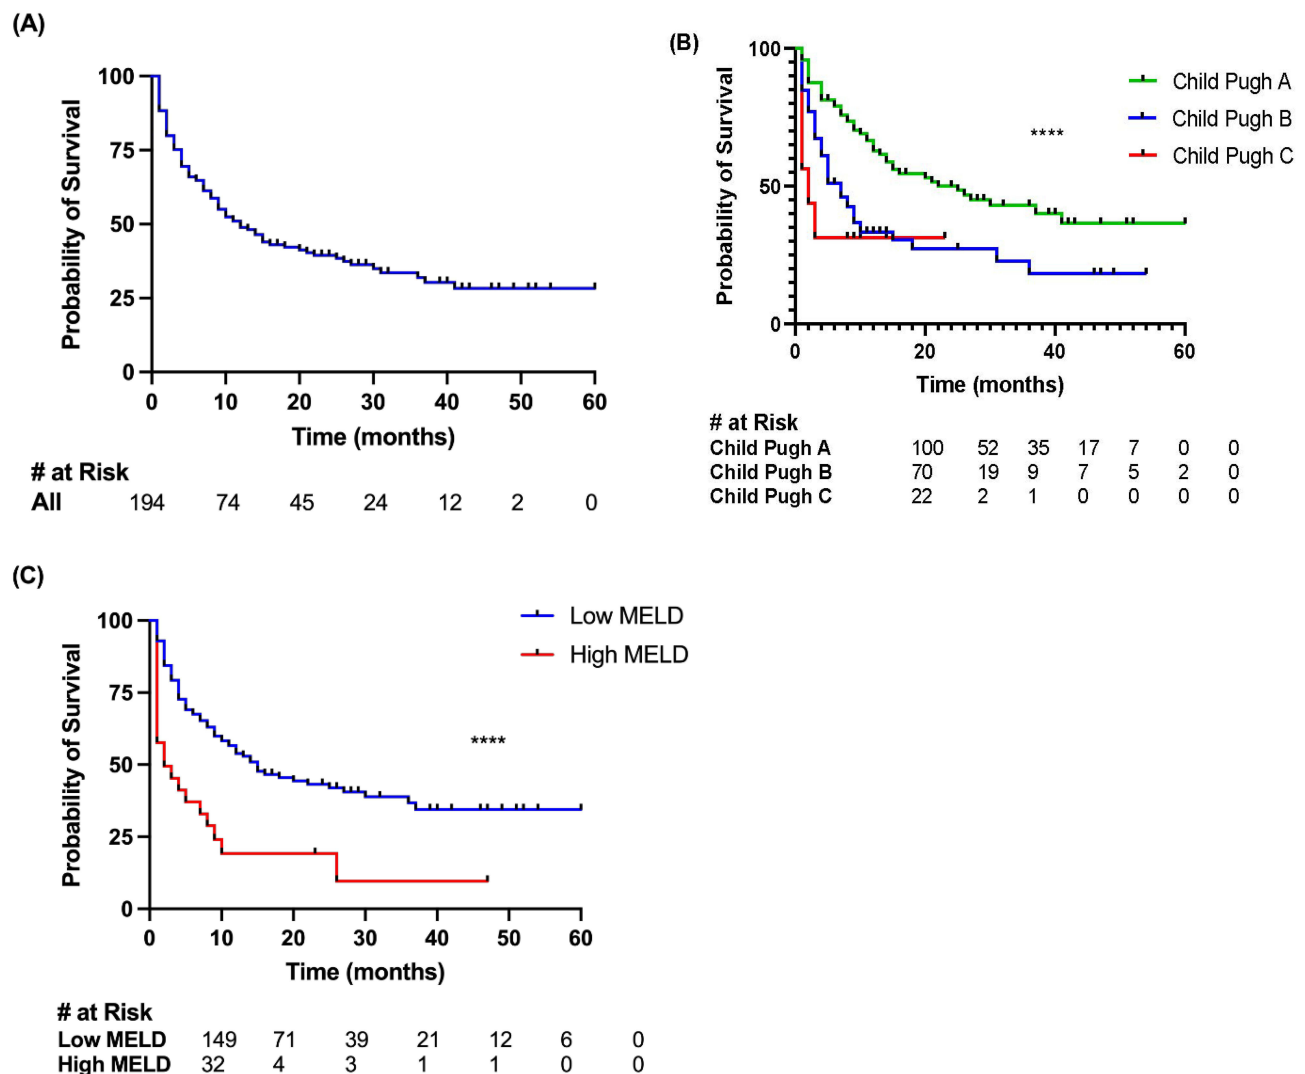 (A)
100
75
50
25
0
Probability of Survival
0 10 20 30 40 50 60
Time (months)
# at Risk
All 194 74 45 24 12 2 0
(B)
100
50
0
Probability of Survival
Child Pugh A
Child Pugh B
Child Pugh C
****
0 20 40 60
Time (months)
# at Risk
Child Pugh A 100 52 35 17 7 0 0
Child Pugh B 70 19 9 7 5 2 0
Child Pugh C 22 2 1 0 0 0 0
(C)
100
75
50
25
0
Probability of Survival
Low MELD
High MELD
****
0 10 20 30 40 50 60
Time (months)
# at Risk
Low MELD 149 71 39 21 12 6 0
High MELD 32 4 3 1 1 0 0